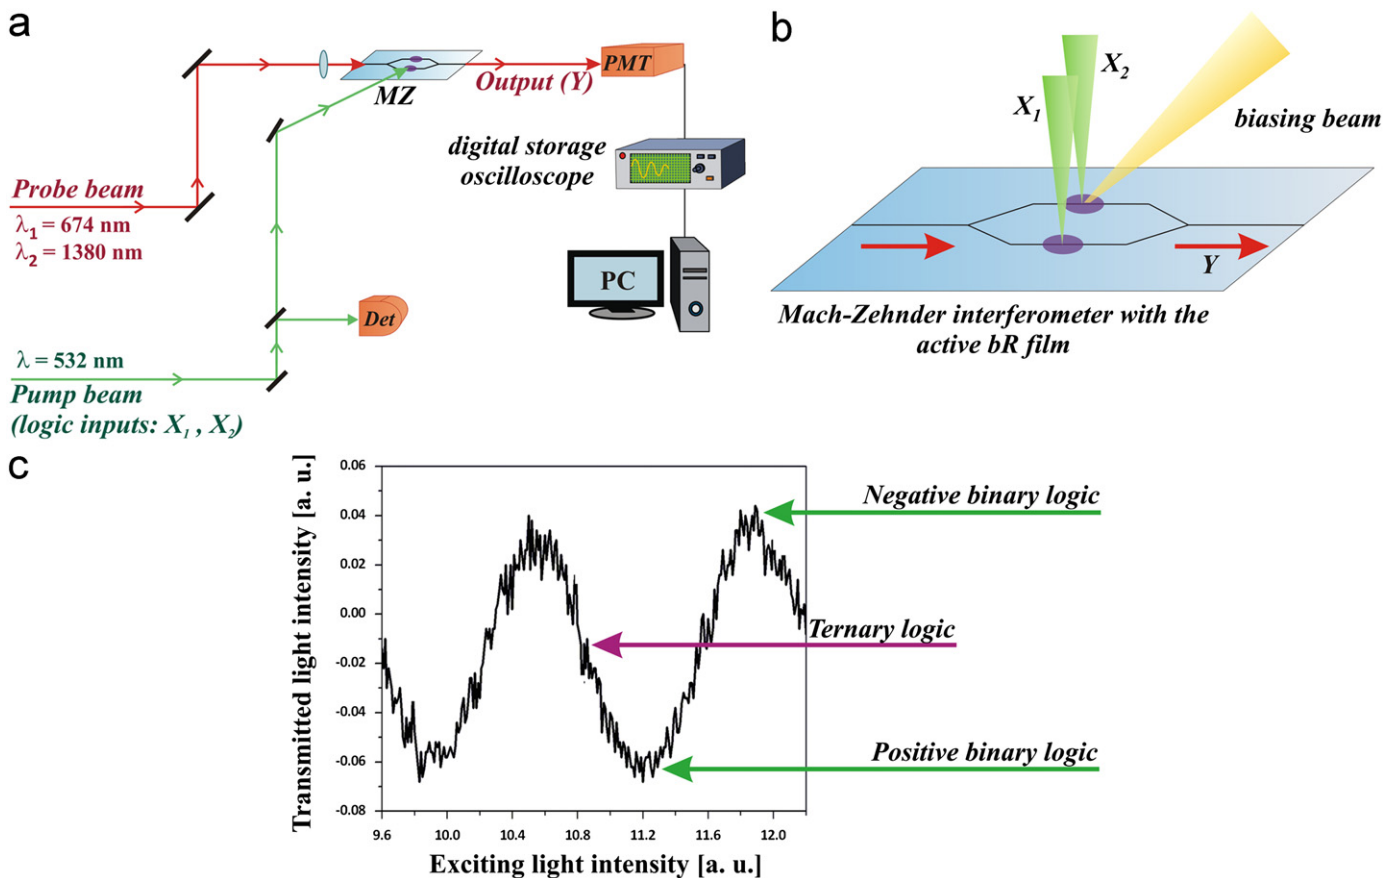 a
MZ
Output (Y)
PMT
Probe beam
λ1 = 674 nm
λ2 = 1380 nm
digital storage
oscilloscope
PC
Det
λ = 532 nm
Pump beam
(logic inputs: X1 , X2)
b
X1
X2
biasing beam
Y
Mach-Zehnder interferometer with the
active bR film
c
Transmitted light intensity [a. u.]
0.06
0.04
0.02
0.00
-0.02
-0.04
-0.06
-0.08
9.6 10.0 10.4 10.8 11.2 11.6 12.0
Exciting light intensity [a. u.]
Negative binary logic
Ternary logic
Positive binary logic